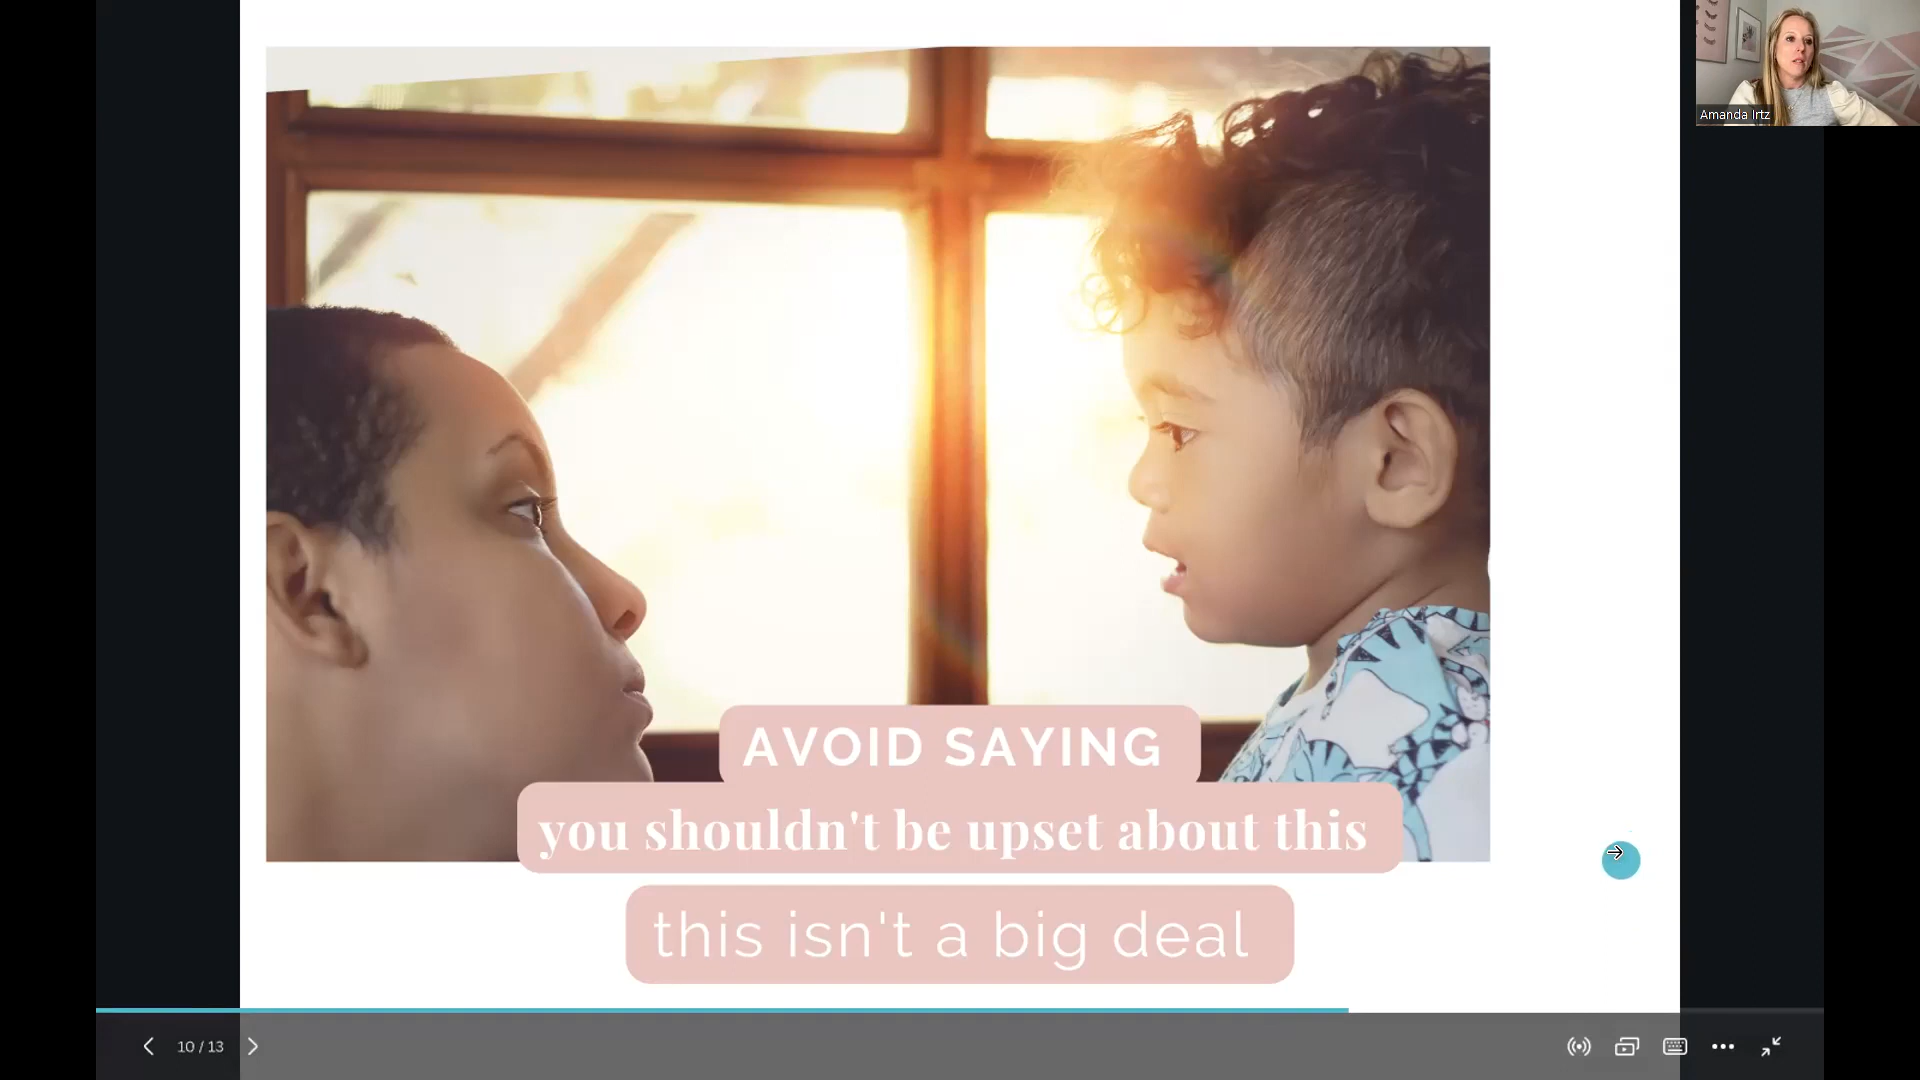 Amanda Irtz
AVOID SAYING
you shouldn't be upset about this
this isn't a big deal
10 / 13